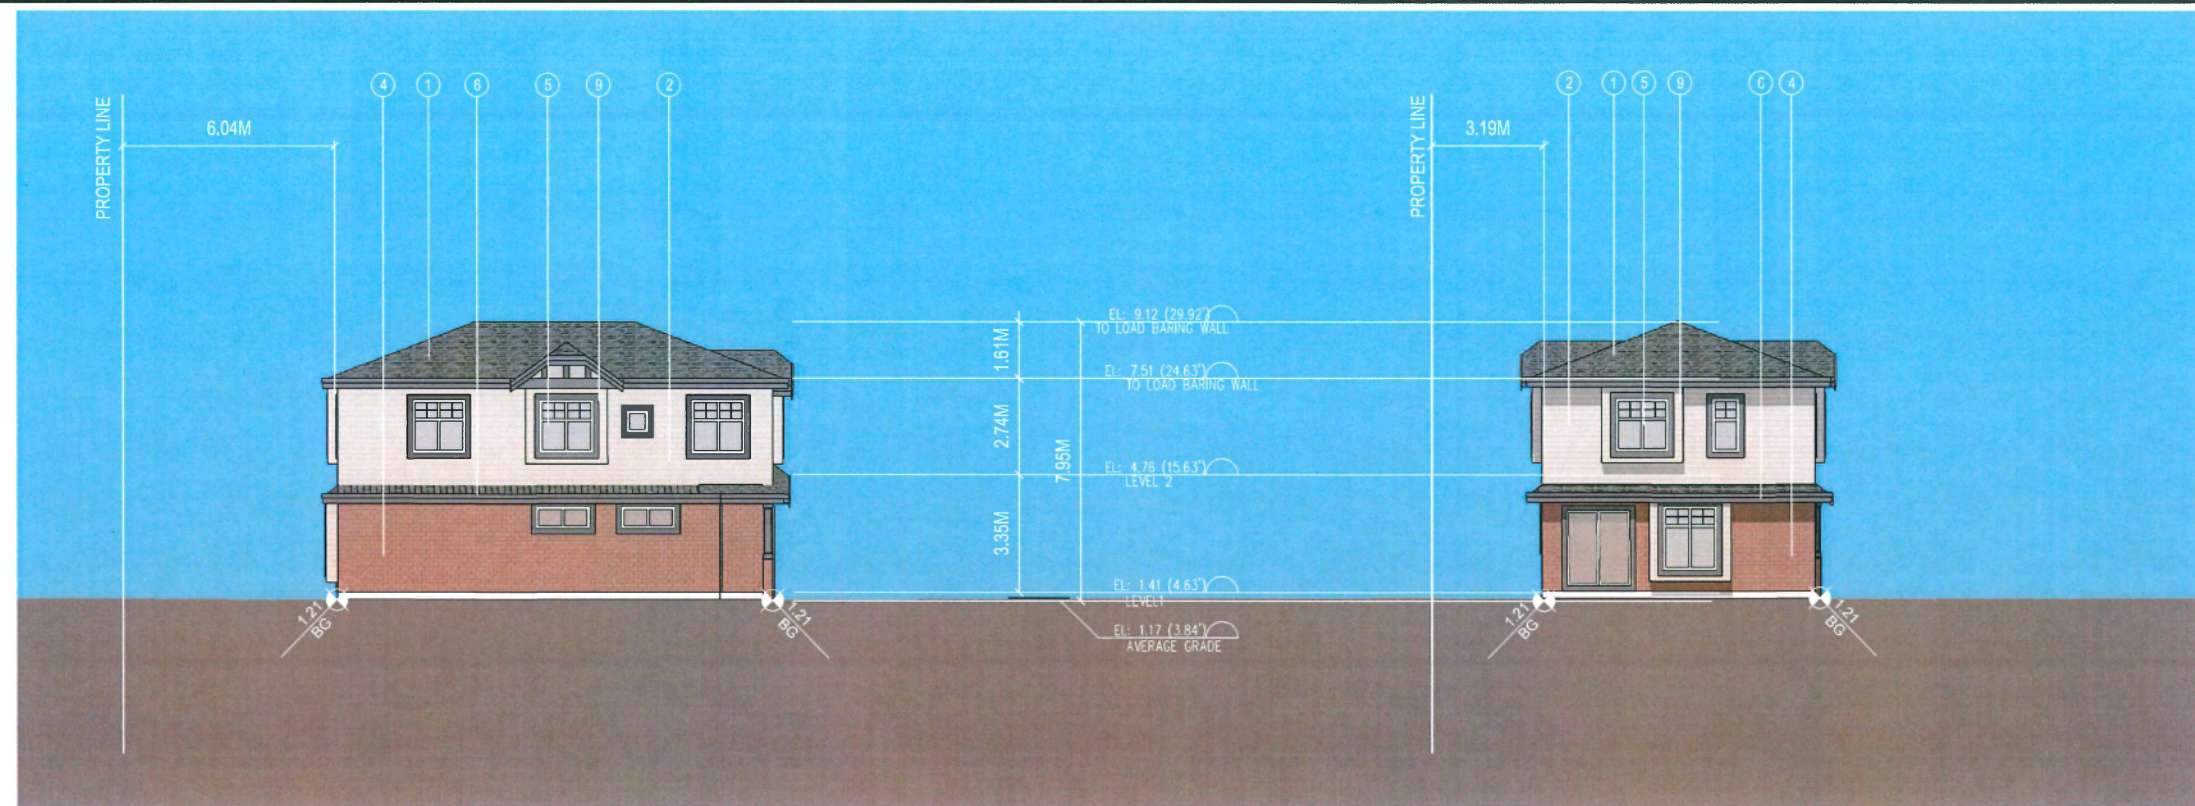 4 1 6 5 9 2
2 1 5 9 6 4
PROPERTY LINE
6.04M
PROPERTY LINE
3.19M
EL: 9.12 (29.92')
TO LOAD BARING WALL
1.61M
EL: 7.51 (24.63')
TO LOAD BARING WALL
2.74M
7.95M
EL: 4.76 (15.63')
LEVEL 2
3.35M
EL: 1.41 (4.63')
LEVEL1
EL: 1.17 (3.84')
AVERAGE GRADE
1.21
BG
1.21
BG
1.21
BG
1.21
BG